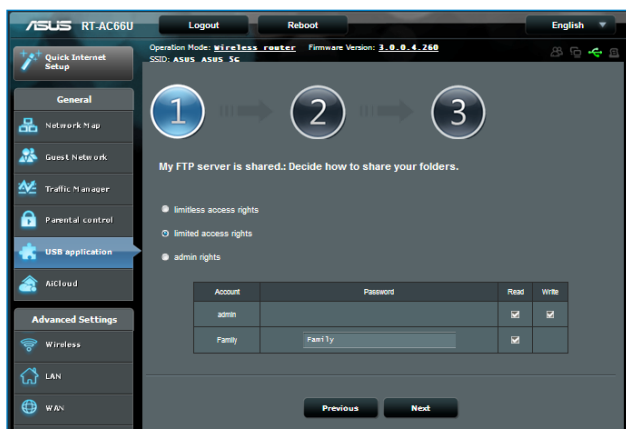 ASUS RT-AC66U
Logout
Reboot
English
Operation Mode: Wireless router Firmware Version: 3.0.0.4.260
SSID: ASUS ASUS_5G
Quick Internet
Setup
General
Network Map
Guest Network
Traffic Manager
Parental control
USB application
AiCloud
Advanced Settings
Wireless
LAN
WAN
1
2
3
My FTP server is shared.: Decide how to share your folders.
limitless access rights
limited access rights
admin rights
Account Password Read Write
admin
Family Family
Previous Next